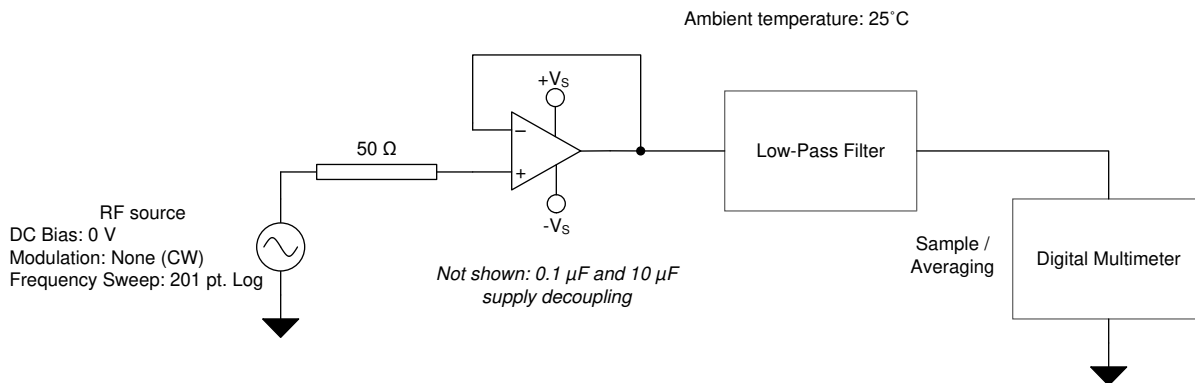 Ambient temperature: 25˚C
+VS
50 Ω
–
+
-VS
Low-Pass Filter
RF source
DC Bias: 0 V
Modulation: None (CW)
Frequency Sweep: 201 pt. Log
Not shown: 0.1 µF and 10 µF
supply decoupling
Sample /
Averaging
Digital Multimeter